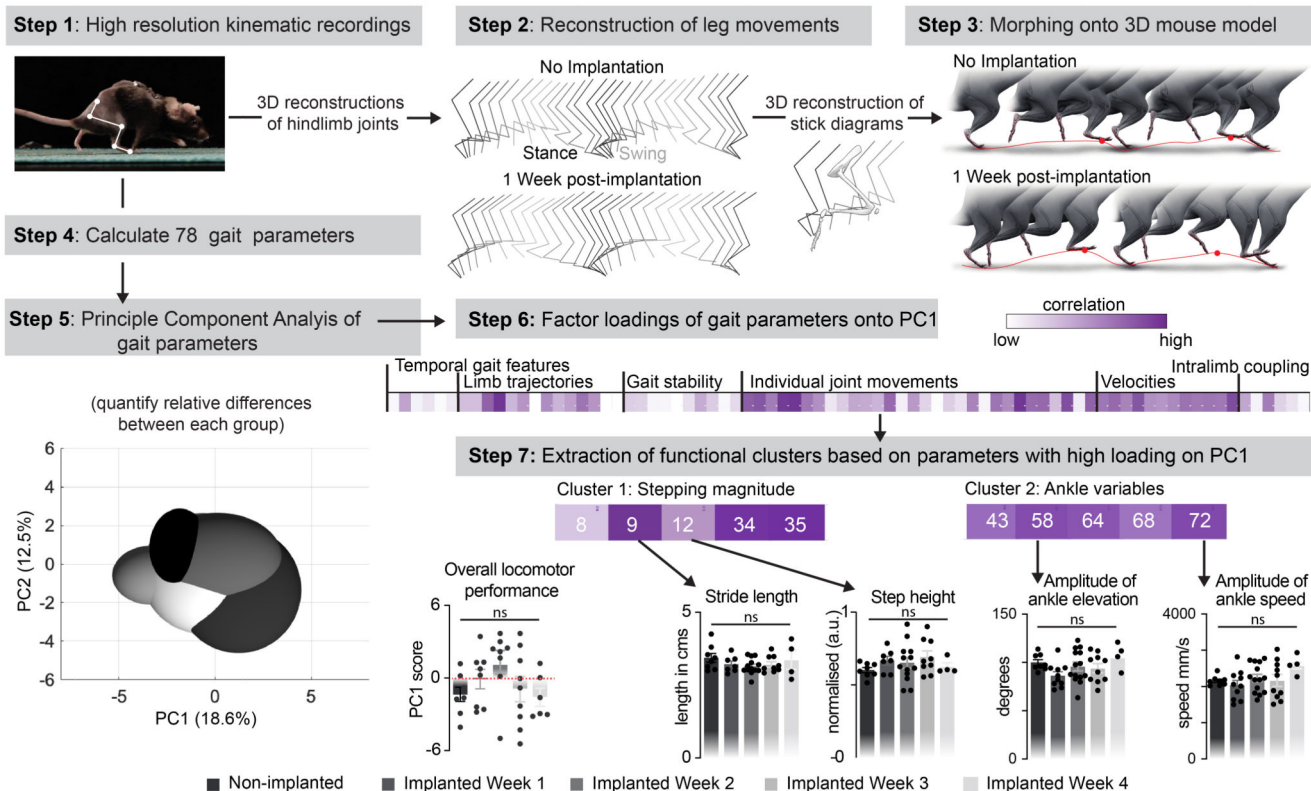 Step 1: High resolution kinematic recordings
Step 2: Reconstruction of leg movements
Step 3: Morphing onto 3D mouse model
3D reconstructions
of hindlimb joints
No Implantation
Stance
Swing
1 Week post-implantation
3D reconstruction of
stick diagrams
No Implantation
1 Week post-implantation
Step 4: Calculate 78 gait parameters
Step 5: Principle Component Analyis of
gait parameters
Step 6: Factor loadings of gait parameters onto PC1
correlation
low
high
Temporal gait features
Limb trajectories
Gait stability
Individual joint movements
Velocities
Intralimb coupling
(quantify relative differences
between each group)
6
4
2
0
-2
-4
-6
PC2 (12.5%)
-5
0
5
PC1 (18.6%)
Step 7: Extraction of functional clusters based on parameters with high loading on PC1
Cluster 1: Stepping magnitude
8 9 12 34 35
Cluster 2: Ankle variables
43 58 64 68 72
Overall locomotor
performance
ns
6
0
-6
PC1 score
Stride length
ns
5
0
length in cms
Step height
ns
1
-0
normalised (a.u.)
Amplitude of
ankle elevation
ns
150
0
degrees
Amplitude of
ankle speed
ns
4000
2
0
speed mm/s
Non-implanted
Implanted Week 1
Implanted Week 2
Implanted Week 3
Implanted Week 4